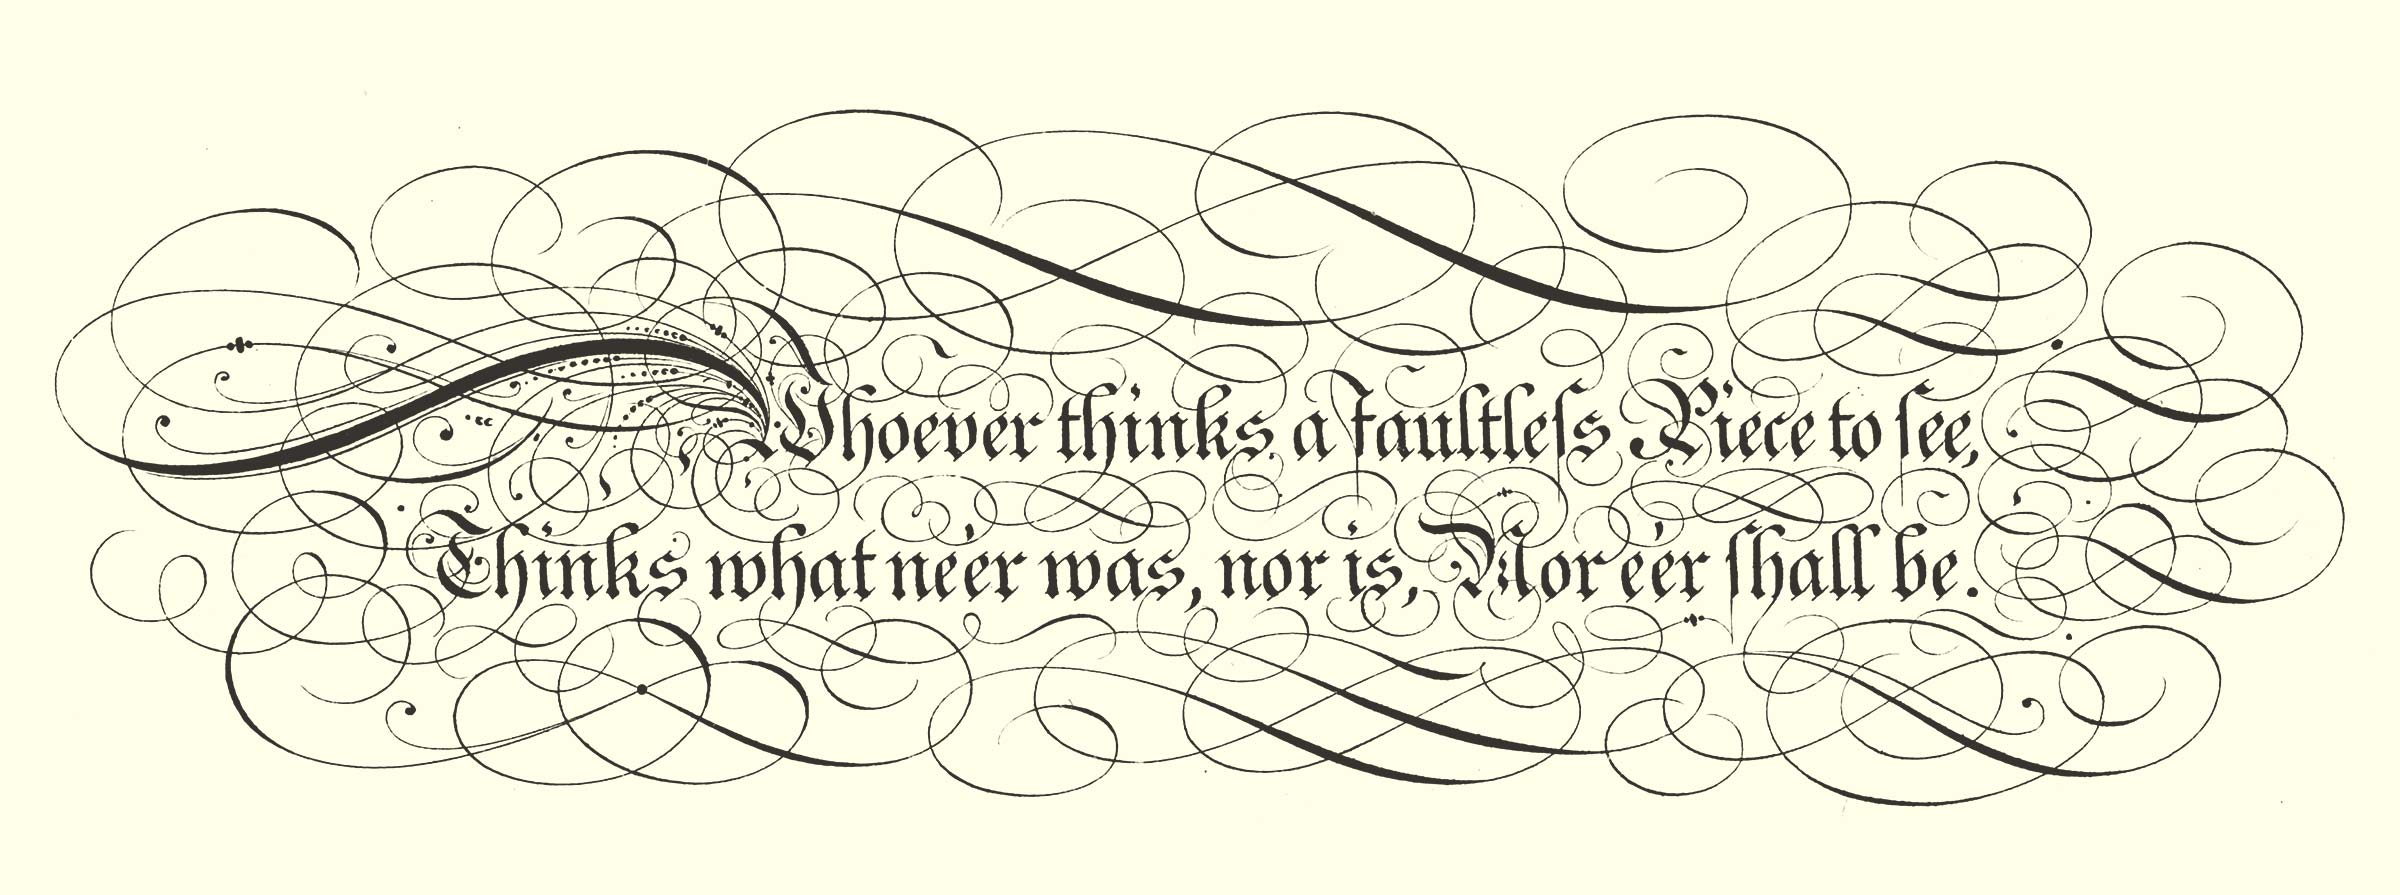 Whoever thinks a Faultleſs Piece to ſee,
Thinks what ne'er was, nor is, Nor e'er ſhall be.